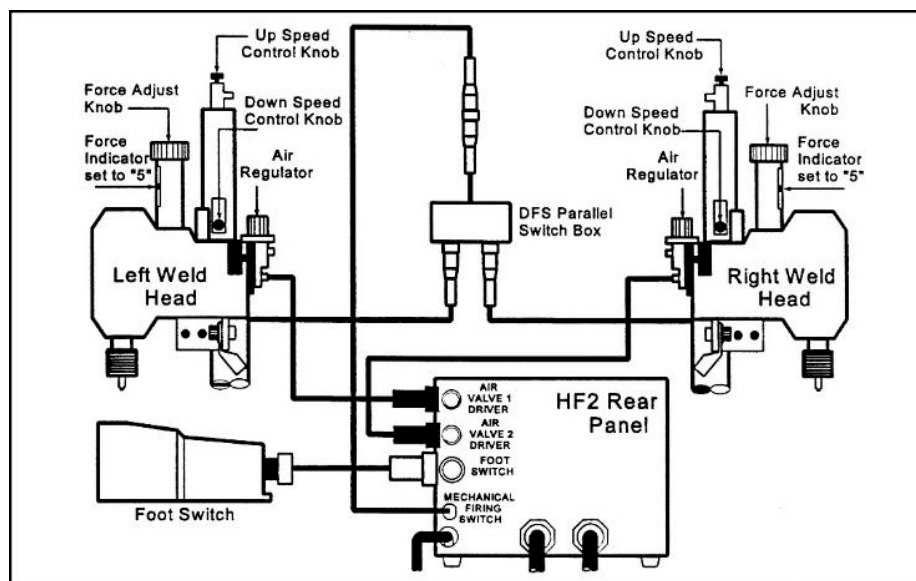 Up Speed
Control Knob
Force Adjust
Knob
Down Speed
Control Knob
Force
Indicator
set to "5"
Air
Regulator
Left Weld
Head
DFS Parallel
Switch Box
Up Speed
Control Knob
Force Adjust
Knob
Down Speed
Control Knob
Air
Regulator
Force
Indicator
set to "5"
Right Weld
Head
AIR
VALVE 1
DRIVER
AIR
VALVE 2
DRIVER
FOOT
SWITCH
MECHANICAL
FIRING
SWITCH
HF2 Rear
Panel
Foot Switch